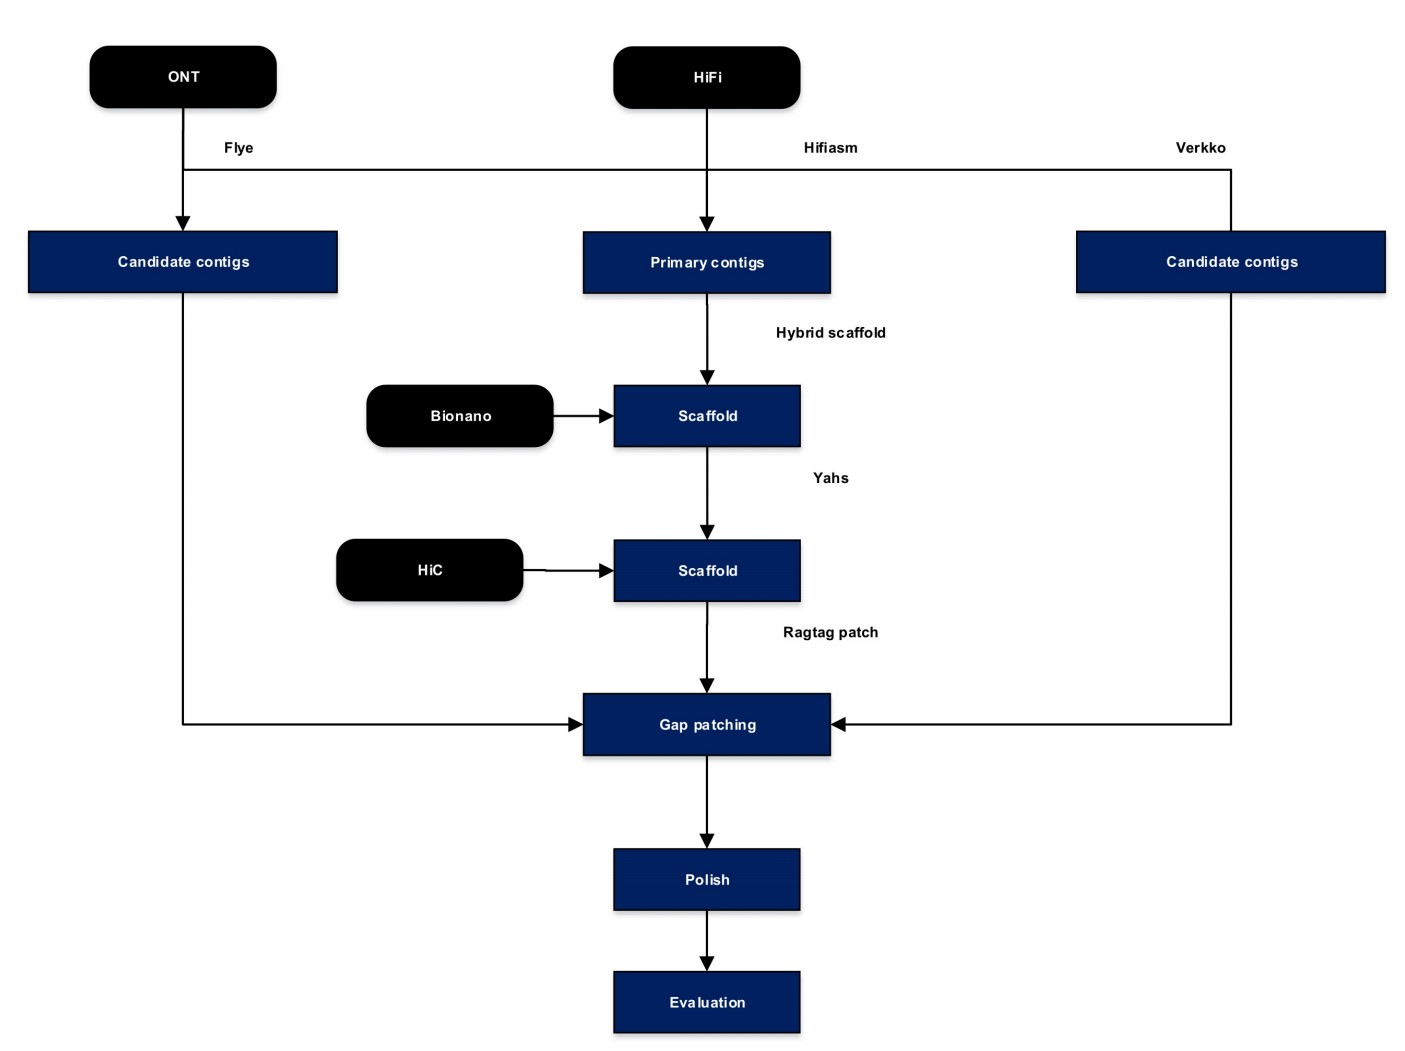 ONT
HiFi
Flye
Hifiasm
Verkko
Candidate contigs
Primary contigs
Candidate contigs
Hybrid scaffold
Bionano
Scaffold
Yahs
HiC
Scaffold
Ragtag patch
Gap patching
Polish
Evaluation